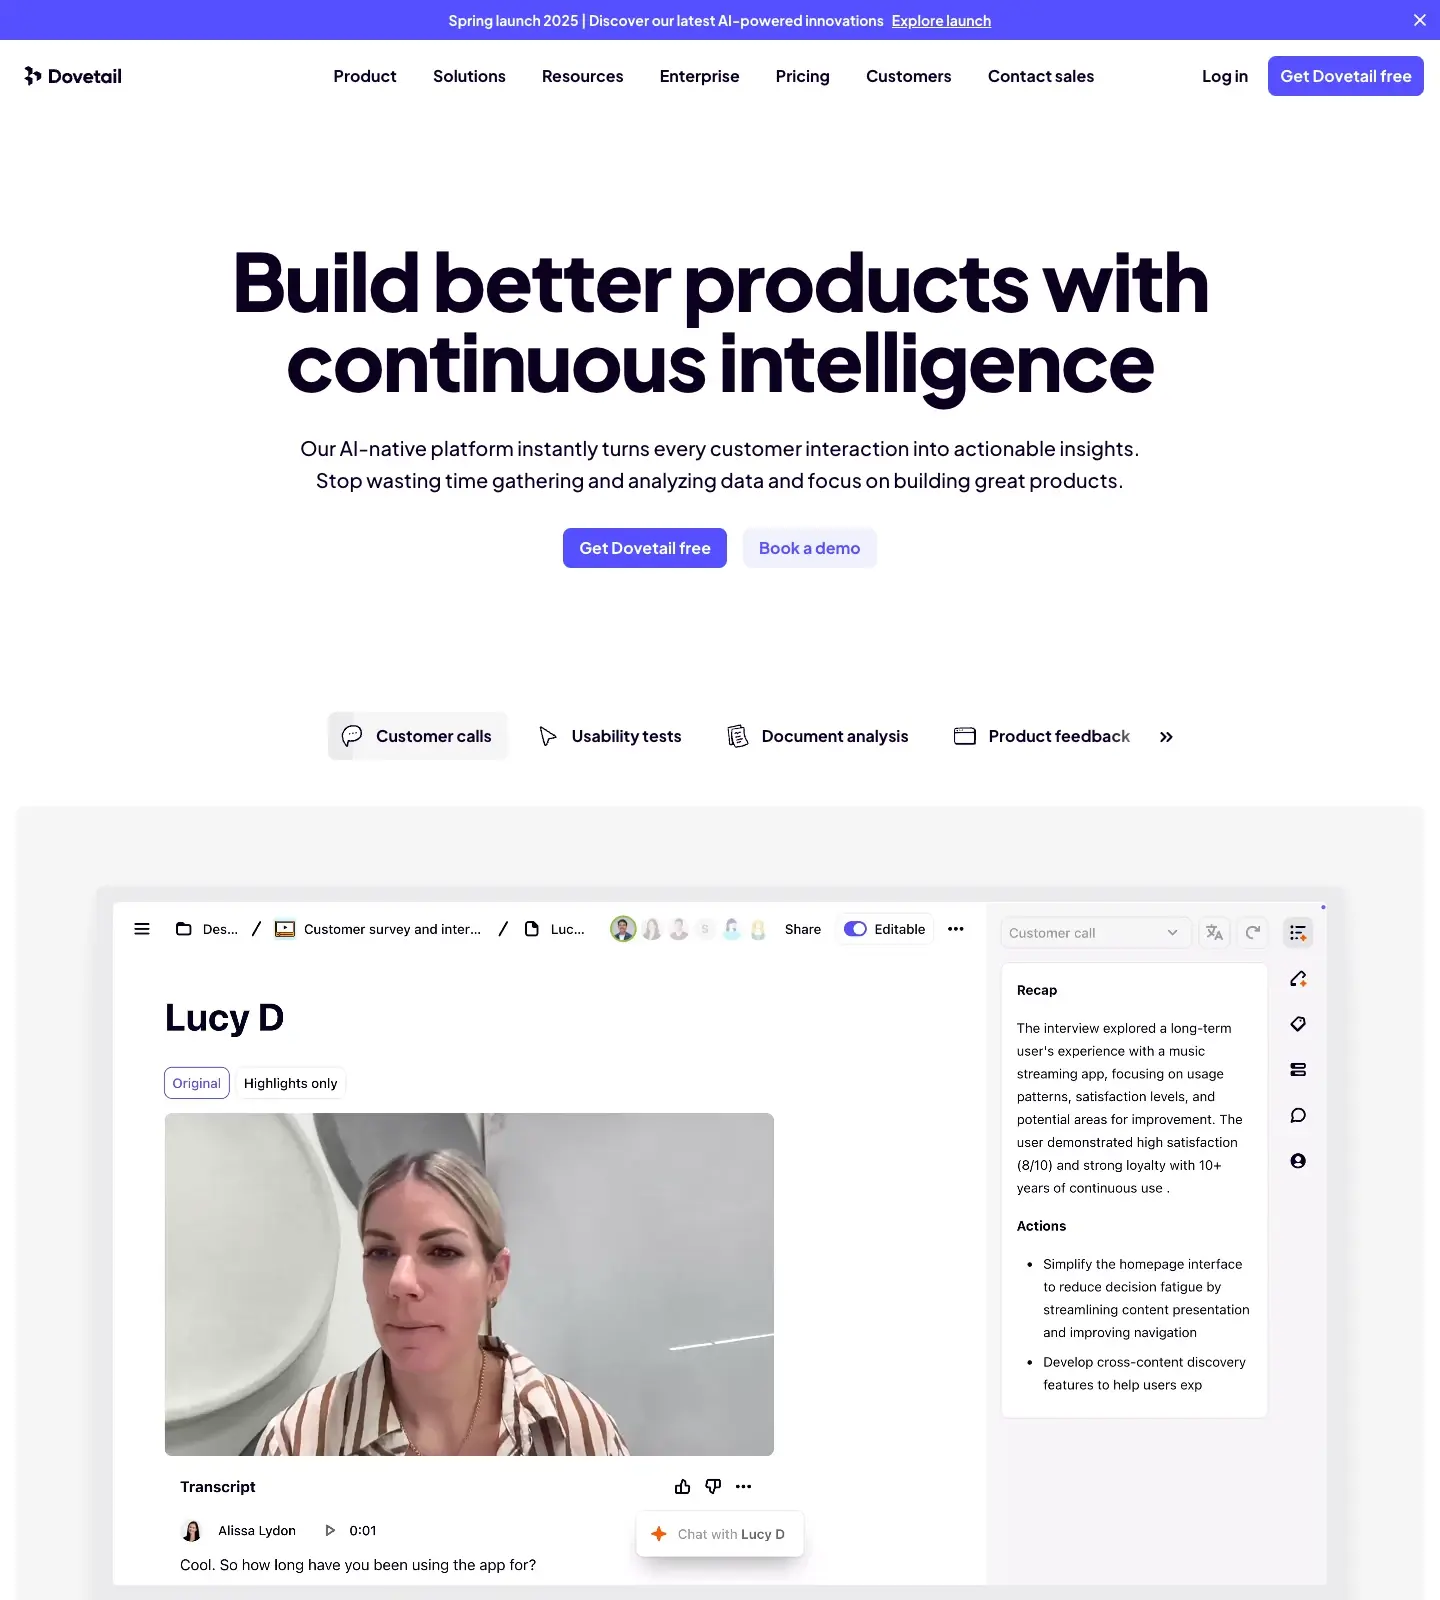 Spring launch 2025 | Discover our latest AI-powered innovations Explore launch
Dovetail
Product Solutions Resources Enterprise Pricing Customers Contact sales
Log in Get Dovetail free
Build better products with
continuous intelligence
Our AI-native platform instantly turns every customer interaction into actionable insights.
Stop wasting time gathering and analyzing data and focus on building great products.
Get Dovetail free Book a demo
Customer calls Usability tests Document analysis Product feedback
Des... / Customer survey and inter... / Luc... S Share Editable
Lucy D
Original Highlights only
Transcript
Alissa Lydon 0:01
Chat with Lucy D
Cool. So how long have you been using the app for?
Customer call
Recap
The interview explored a long-term
user's experience with a music
streaming app, focusing on usage
patterns, satisfaction levels, and
potential areas for improvement. The
user demonstrated high satisfaction
(8/10) and strong loyalty with 10+
years of continuous use .
Actions
• Simplify the homepage interface
to reduce decision fatigue by
streamlining content presentation
and improving navigation
• Develop cross-content discovery
features to help users exp